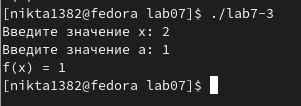 [nikta1382@fedora lab07]$ ./lab7-3
Введите значение x: 2
Введите значение a: 1
f(x) = 1
[nikta1382@fedora lab07]$